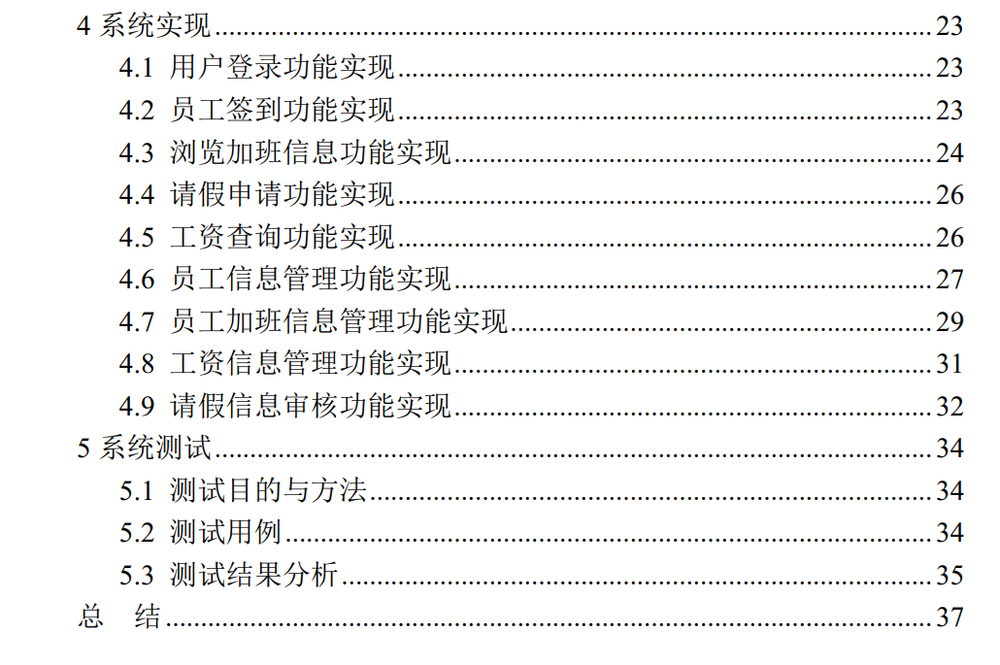 4 系统实现........................................23
4.1 用户登录功能实现........................................23
4.2 员工签到功能实现........................................23
4.3 浏览加班信息功能实现........................................24
4.4 请假申请功能实现........................................26
4.5 工资查询功能实现........................................26
4.6 员工信息管理功能实现........................................27
4.7 员工加班信息管理功能实现........................................29
4.8 工资信息管理功能实现........................................31
4.9 请假信息审核功能实现........................................32
5 系统测试........................................34
5.1 测试目的与方法........................................34
5.2 测试用例........................................34
5.3 测试结果分析........................................35
总 结........................................37